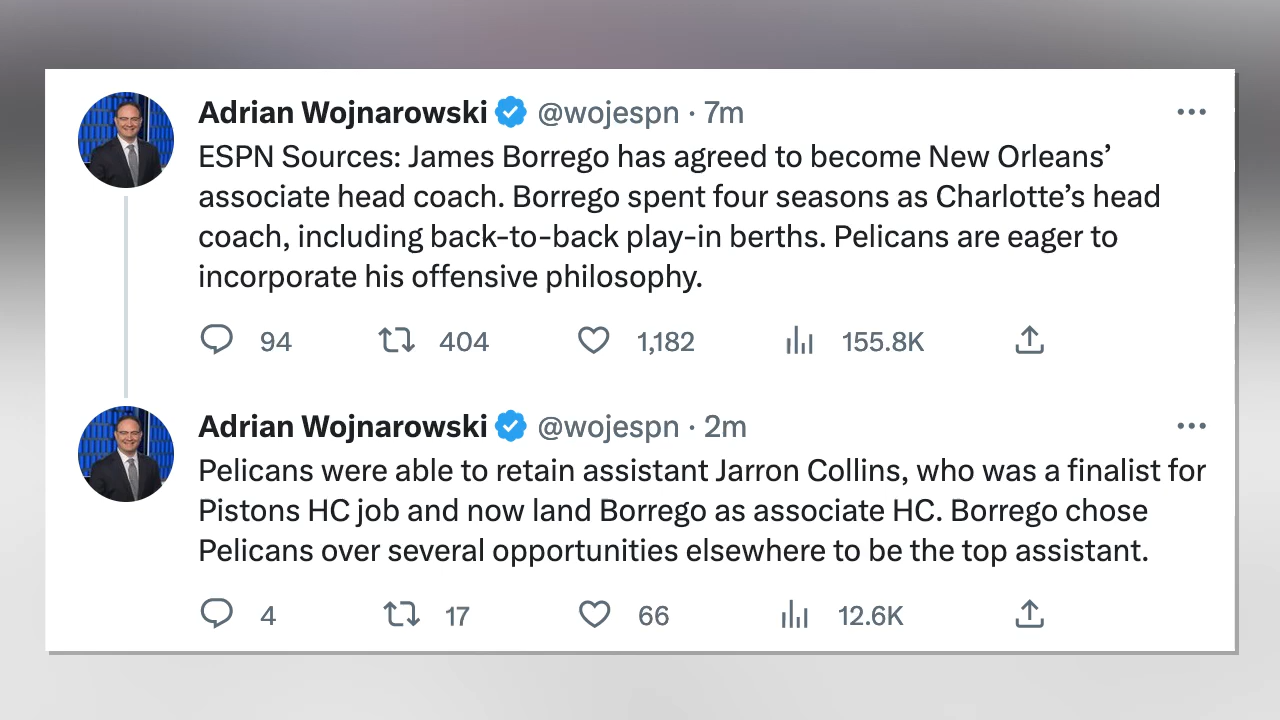 Adrian Wojnarowski @wojespn · 7m
ESPN Sources: James Borrego has agreed to become New Orleans’
associate head coach. Borrego spent four seasons as Charlotte’s head
coach, including back-to-back play-in berths. Pelicans are eager to
incorporate his offensive philosophy.
94 404 1,182 155.8K
Adrian Wojnarowski @wojespn · 2m
Pelicans were able to retain assistant Jarron Collins, who was a finalist for
Pistons HC job and now land Borrego as associate HC. Borrego chose
Pelicans over several opportunities elsewhere to be the top assistant.
4 17 66 12.6K